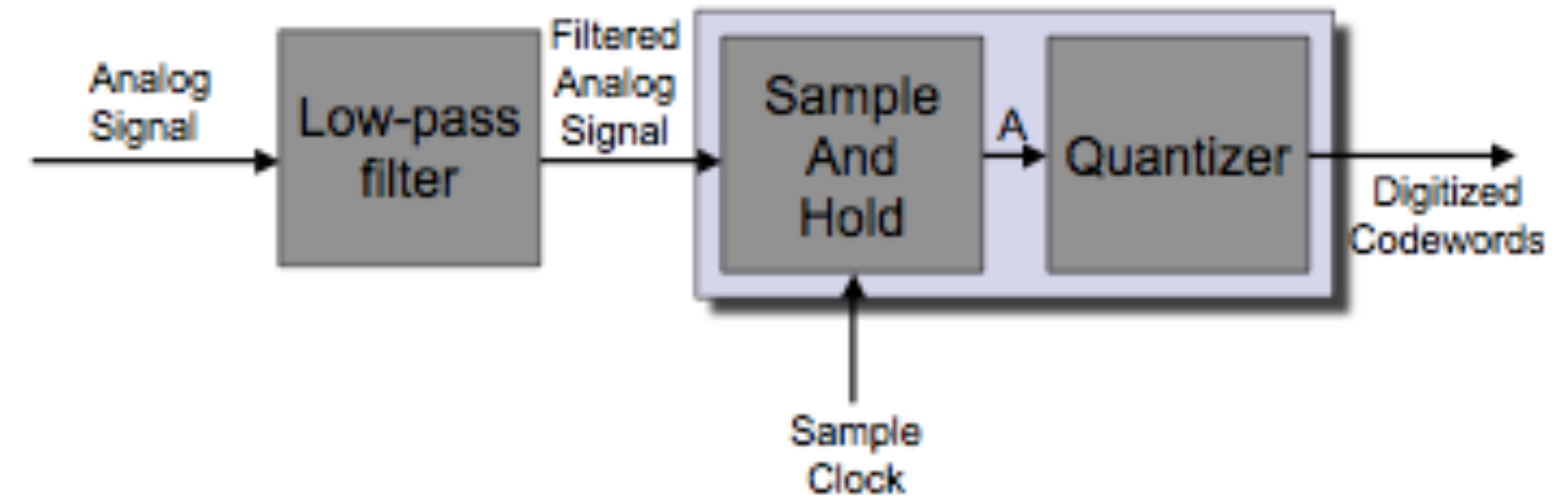 Analog
Signal
Low-pass
filter
Filtered
Analog
Signal
Sample
And
Hold
A
Quantizer
Digitized
Codewords
Sample
Clock